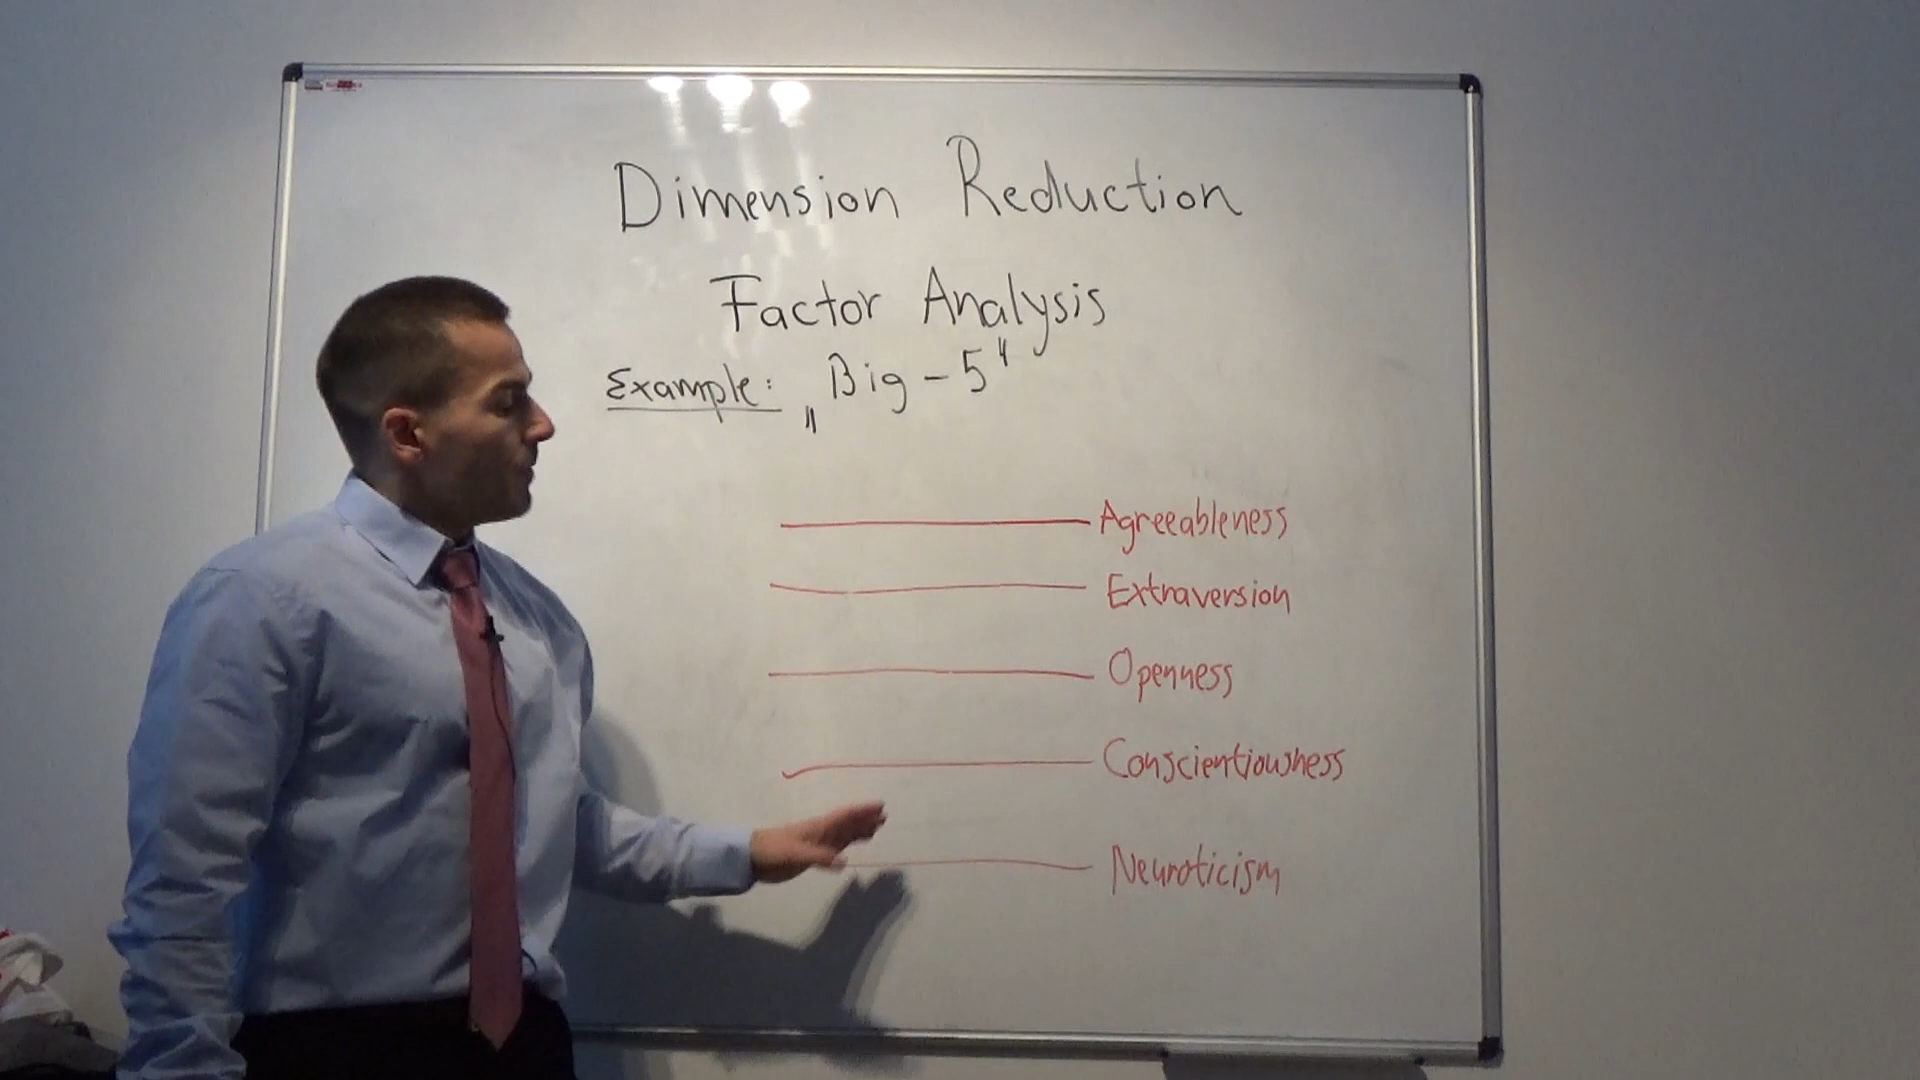 Dimension Reduction
Factor Analysis
Example: „Big-5"
Agreeableness
Extraversion
Openness
Conscientiousness
Neuroticism